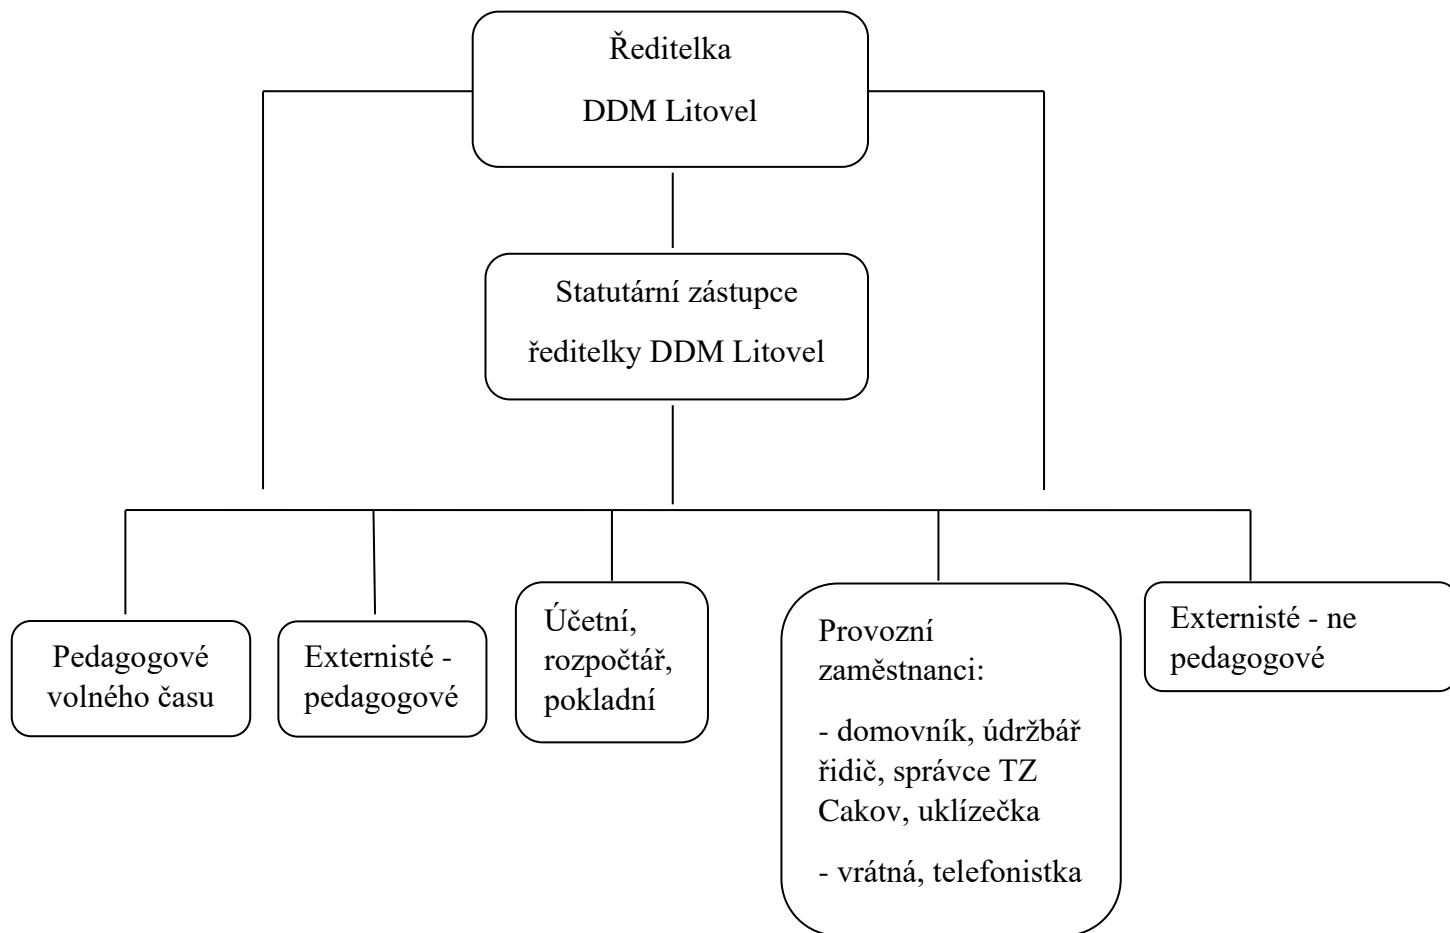 Ředitelka
DDM Litovel
Statutární zástupce
ředitelky DDM Litovel
Pedagogové
volného času
Externisté -
pedagogové
Účetní,
rozpočtář,
pokladní
Provozní
zaměstnanci:
- domovník, údržbář
řidič, správce TZ
Cakov, uklízečka
- vrátná, telefonistka
Externisté - ne
pedagogové